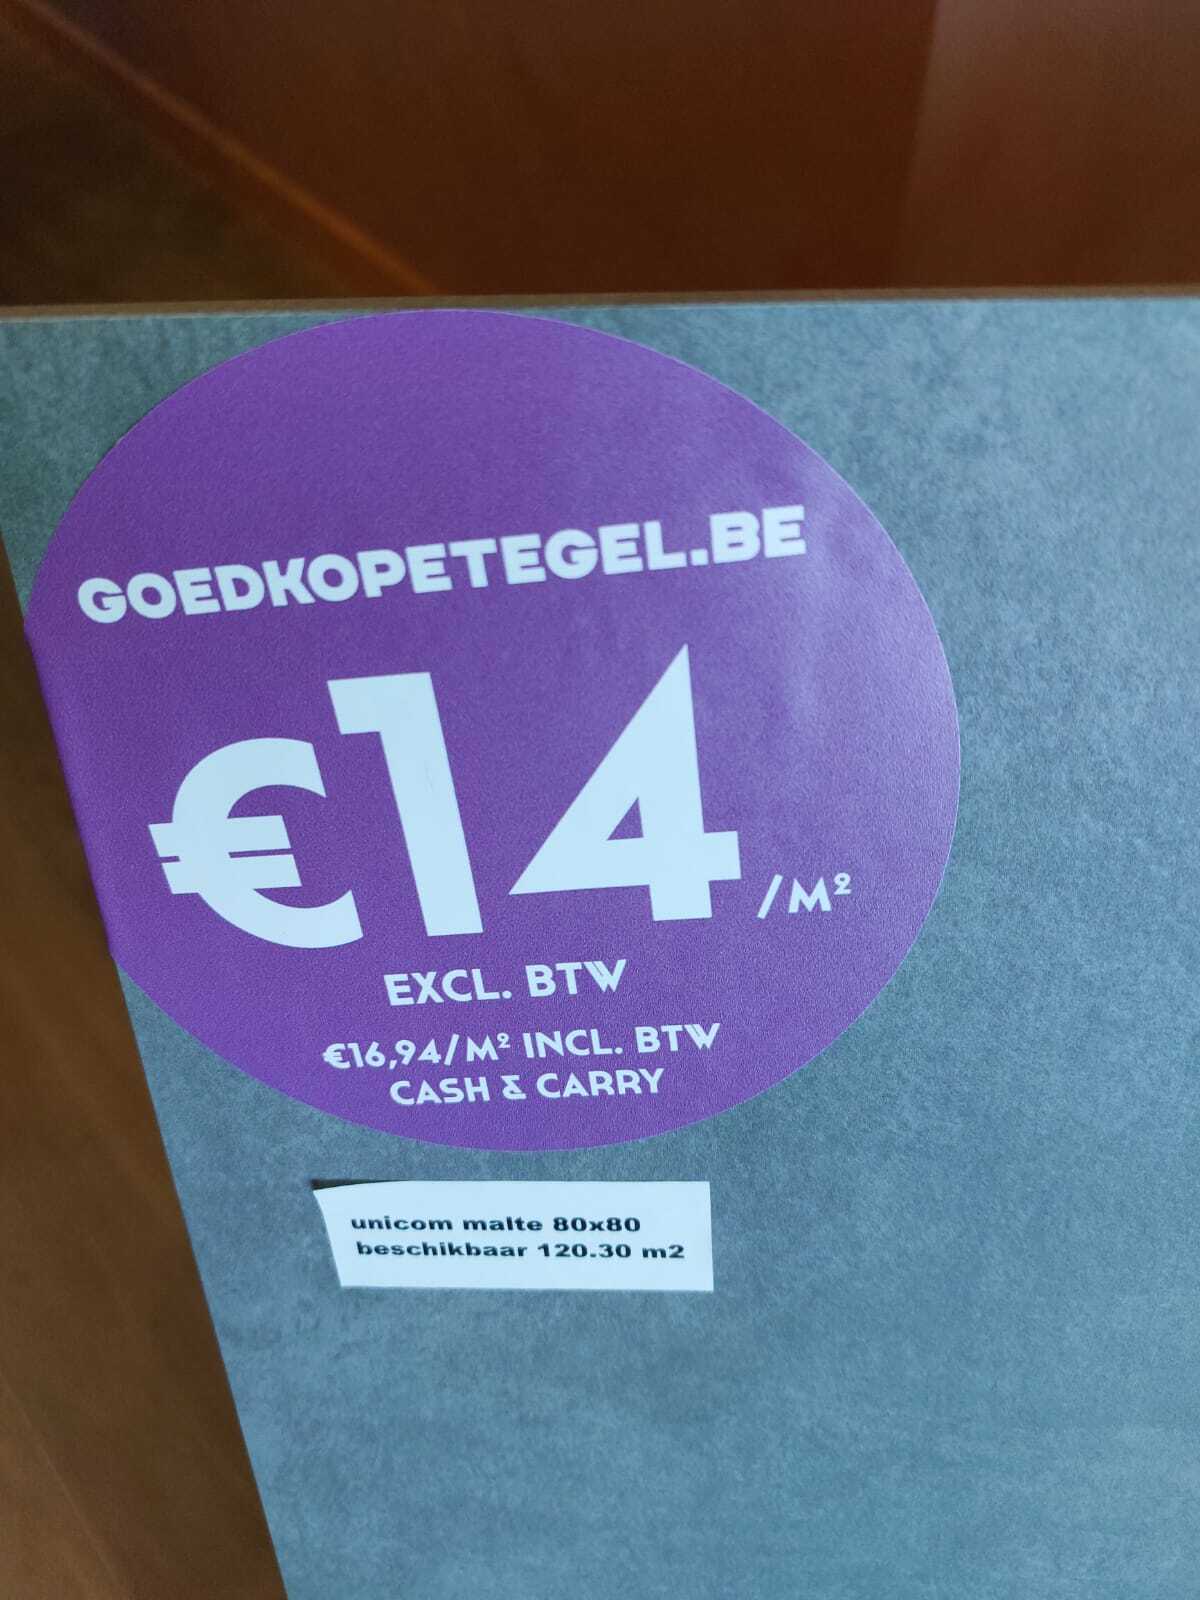 GOEDKOPETEGEL.BE
€14/M²
EXCL. BTW
€16,94/M² INCL. BTW
CASH & CARRY
unicom malte 80x80
beschikbaar 120.30 m2